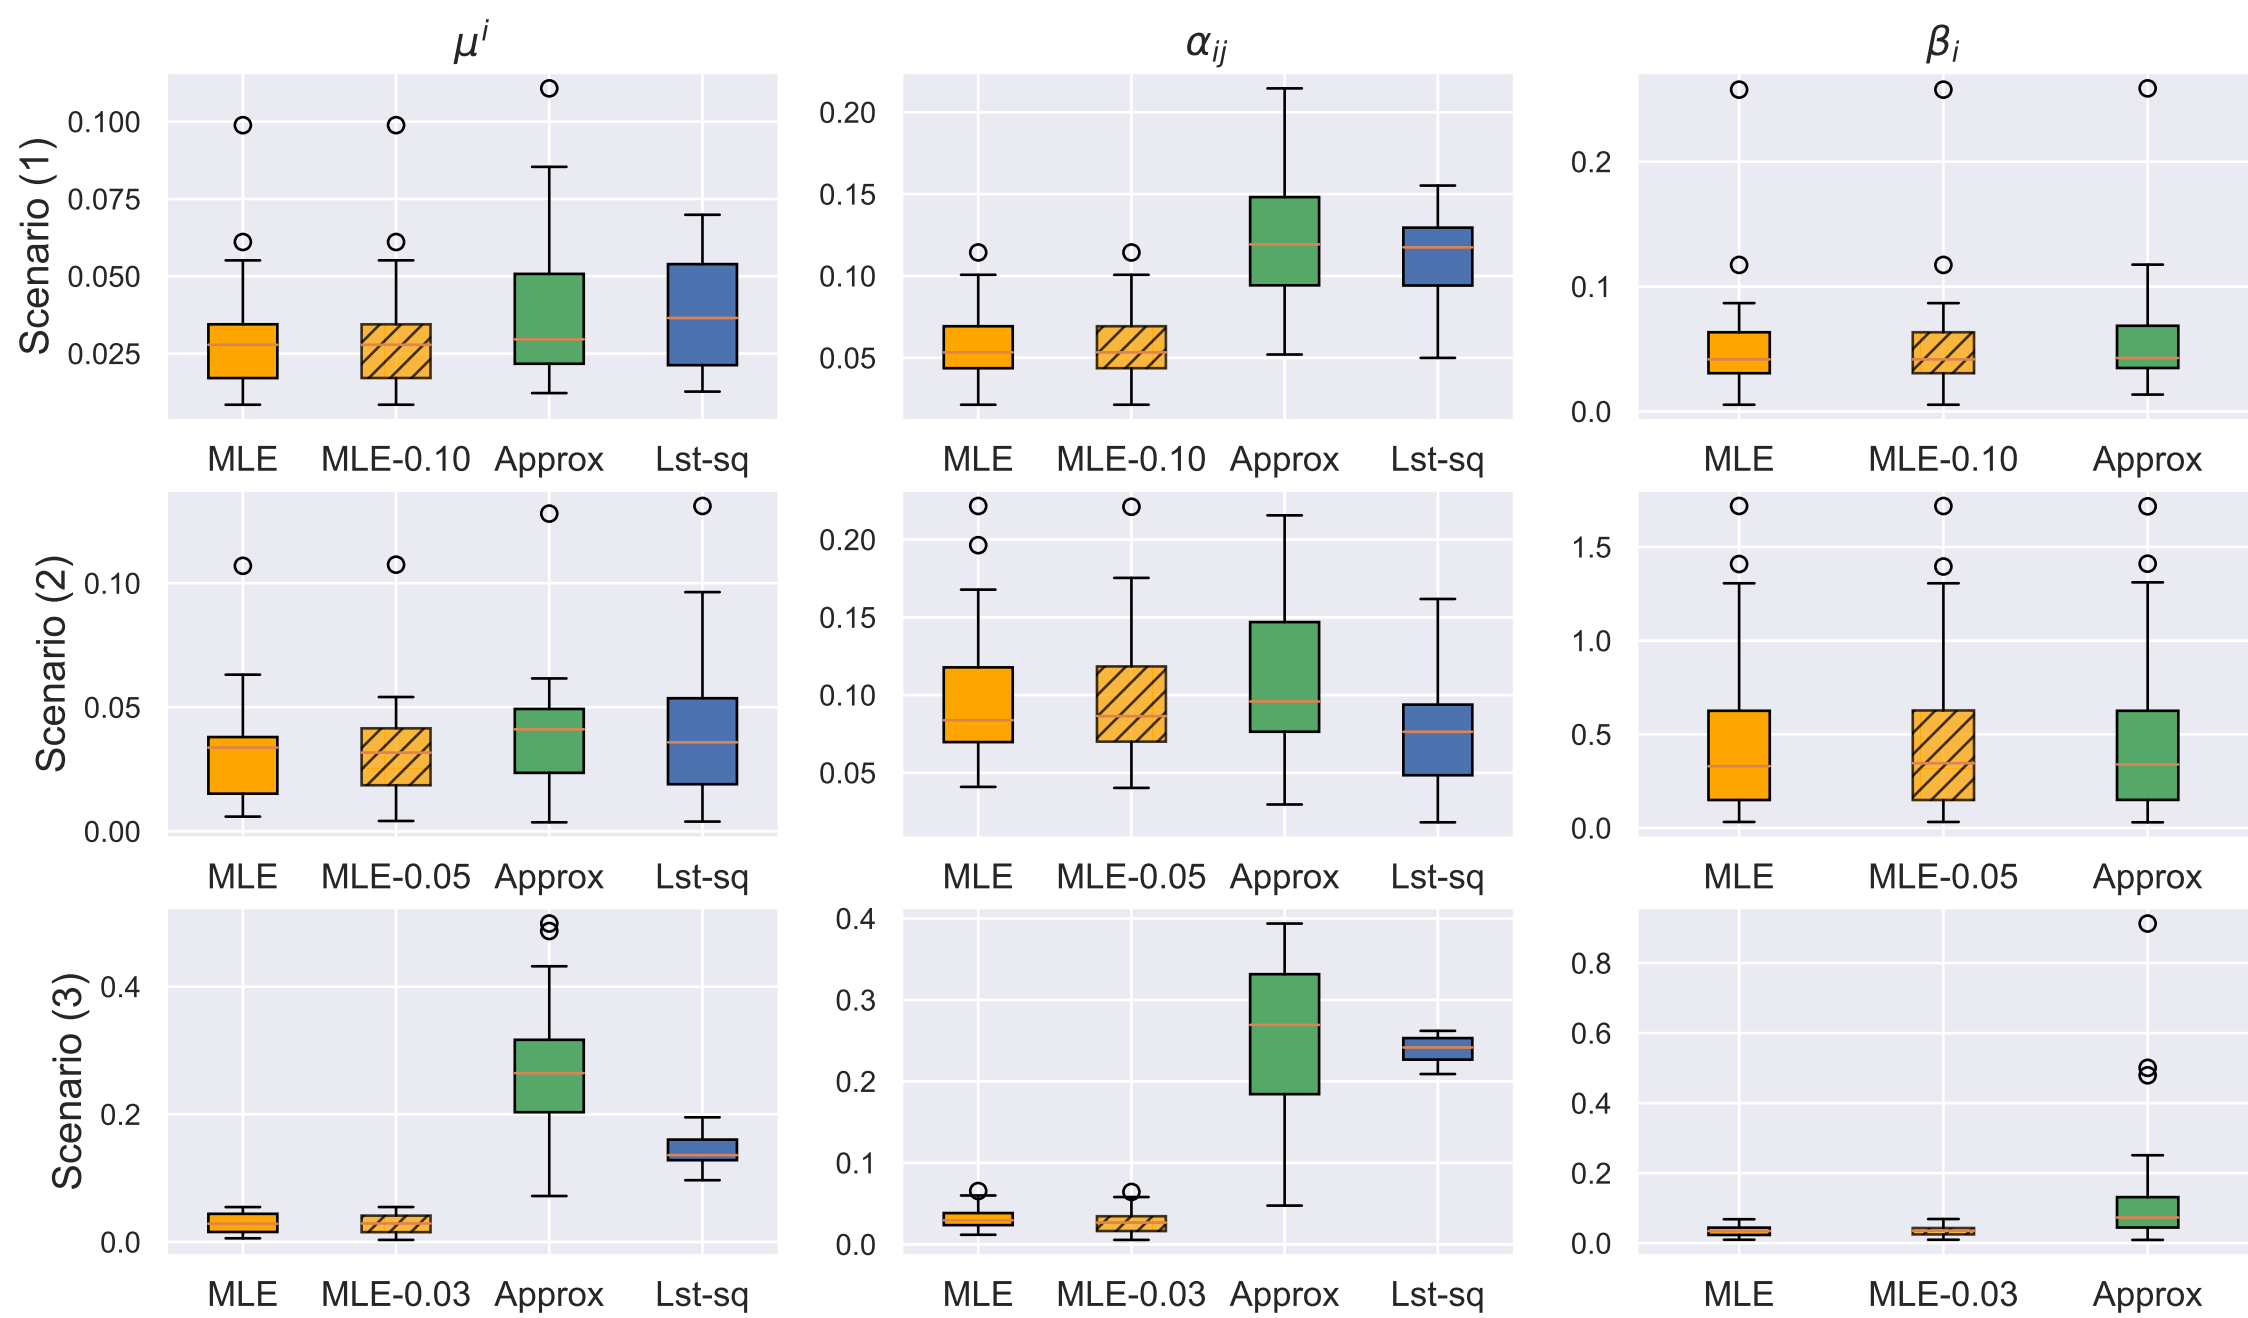 μ^i α_ij β_i
Scenario (1)
0.100
0.075
0.050
0.025
MLE MLE-0.10 Approx Lst-sq
0.20
0.15
0.10
0.05
MLE MLE-0.10 Approx Lst-sq
0.2
0.1
0.0
MLE MLE-0.10 Approx
Scenario (2)
0.10
0.05
0.00
MLE MLE-0.05 Approx Lst-sq
0.20
0.15
0.10
0.05
MLE MLE-0.05 Approx Lst-sq
1.5
1.0
0.5
0.0
MLE MLE-0.05 Approx
Scenario (3)
0.4
0.2
0.0
MLE MLE-0.03 Approx Lst-sq
0.4
0.3
0.2
0.1
0.0
MLE MLE-0.03 Approx Lst-sq
0.8
0.6
0.4
0.2
0.0
MLE MLE-0.03 Approx